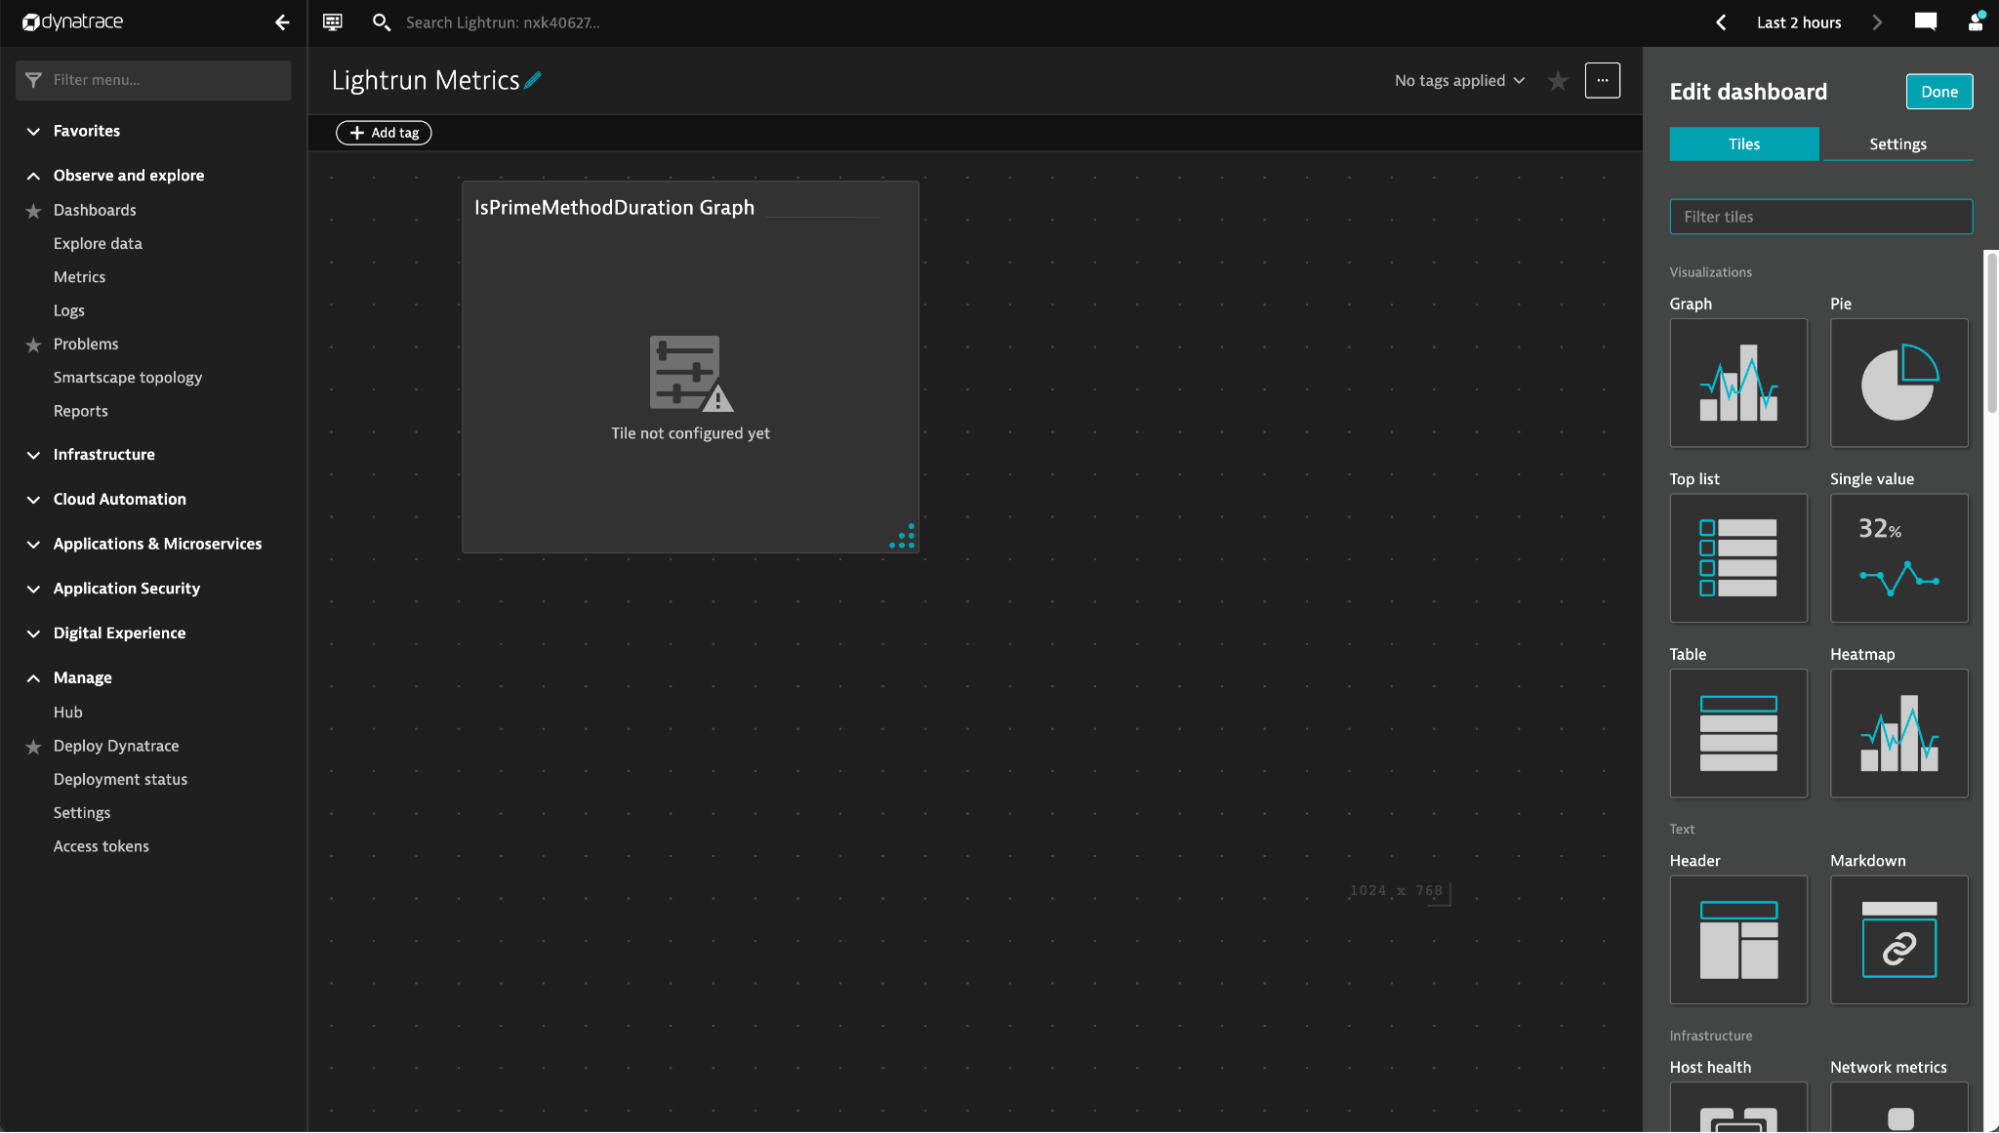 dynatrace
Search Lightrun: nxk40627...
Last 2 hours
Filter menu...
Favorites
Observe and explore
Dashboards
Explore data
Metrics
Logs
Problems
Smartscape topology
Reports
Infrastructure
Cloud Automation
Applications & Microservices
Application Security
Digital Experience
Manage
Hub
Deploy Dynatrace
Deployment status
Settings
Access tokens
Lightrun Metrics
No tags applied
...
Add tag
IsPrimeMethodDuration Graph
Tile not configured yet
1024 x 768
Edit dashboard
Done
Tiles
Settings
Filter tiles
Visualizations
Graph
Pie
Top list
Single value
32%
Table
Heatmap
Text
Header
Markdown
Infrastructure
Host health
Network metrics